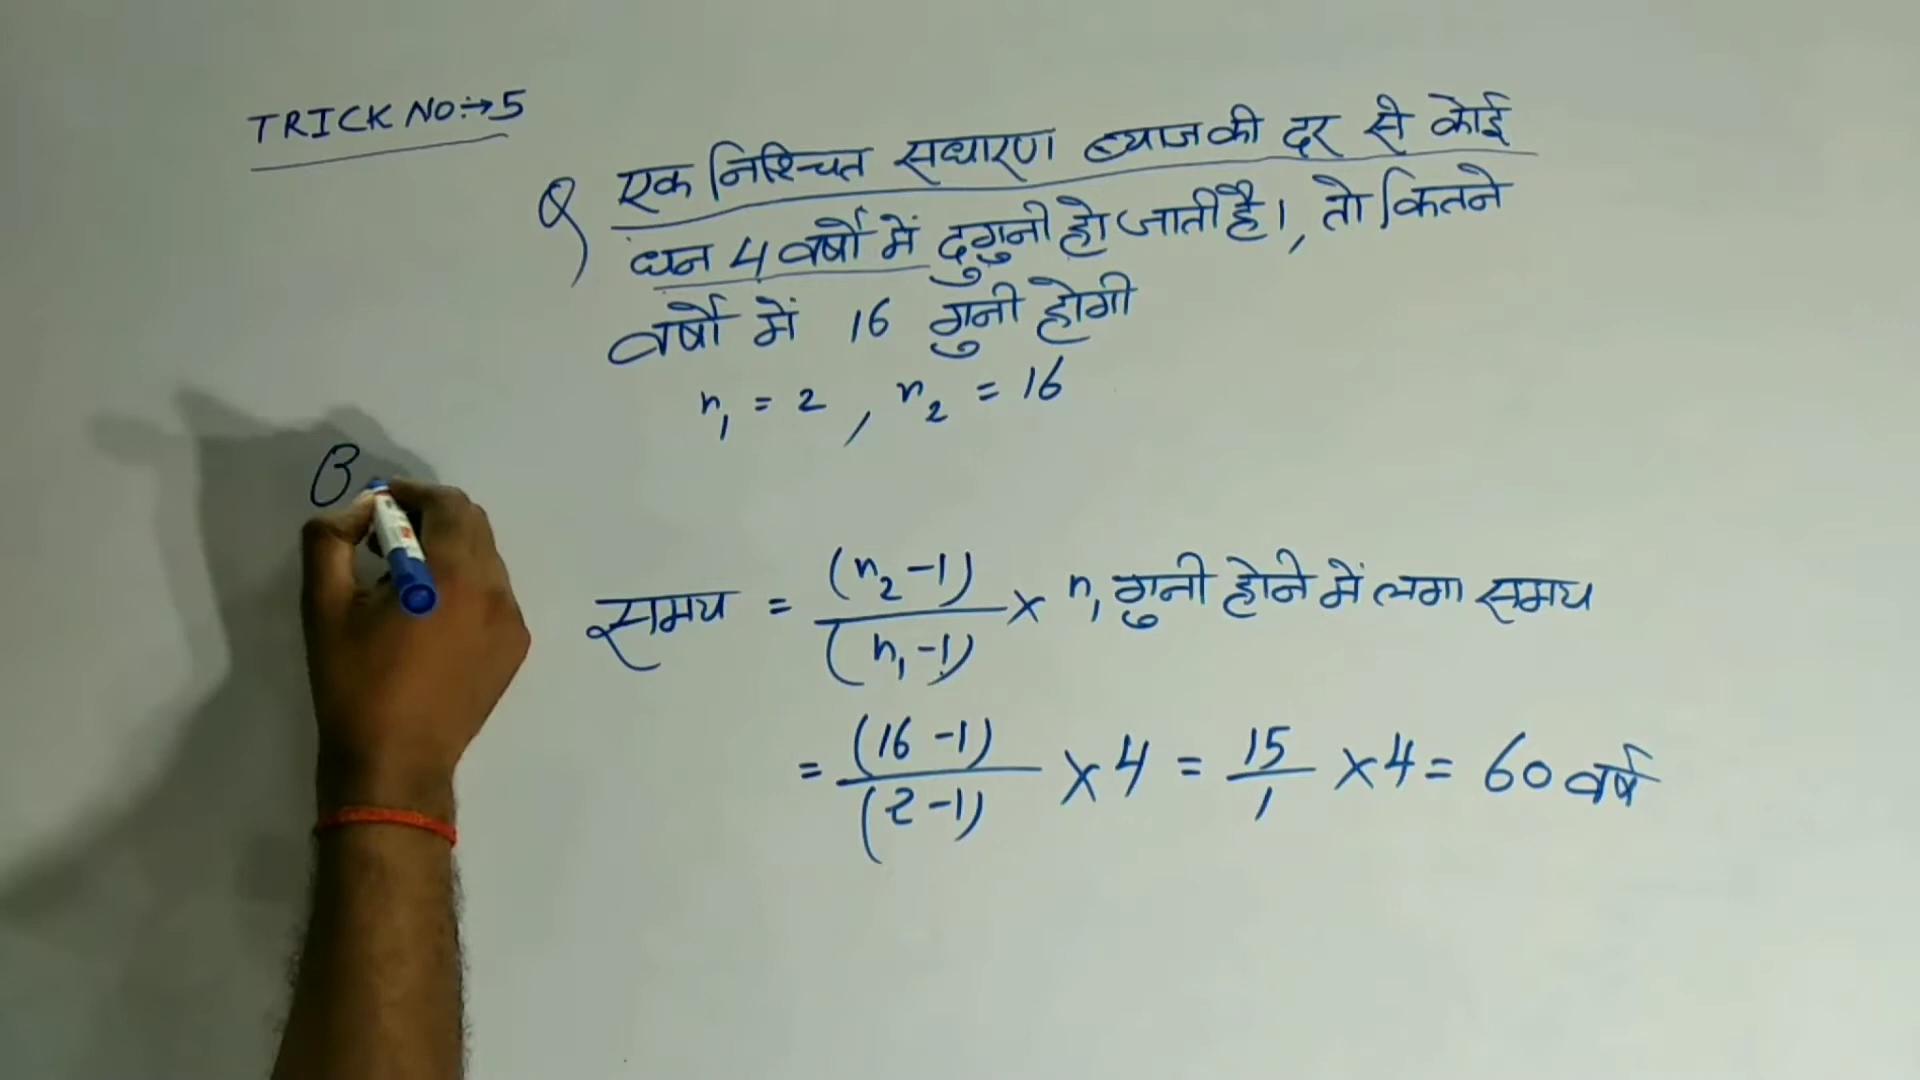 TRICK NO:→5
Q एक निश्चित सधारण ब्याज की दर से कोई
धन 4 वर्षो में दुगुनी हो जाती है।, तो कितने
वर्षो में 16 गुनी होगी
n₁ = 2 , n₂ = 16
B
समय = (n₂-1)/(n₁-1) × n₁ गुनी होने में लगा समय
= (16-1)/(2-1) × 4 = 15/1 × 4 = 60 वर्ष